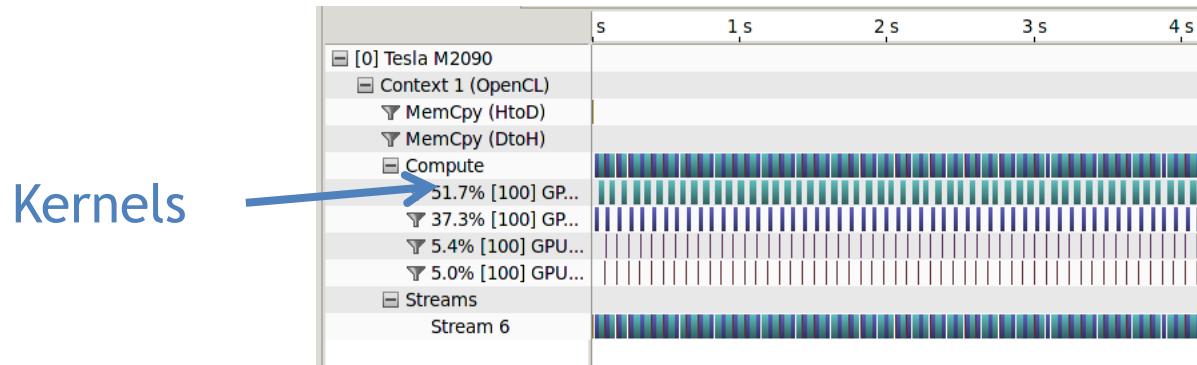 s 1 s 2 s 3 s 4 s
[0] Tesla M2090
Context 1 (OpenCL)
MemCpy (HtoD)
MemCpy (DtoH)
Compute
Kernels
51.7% [100] GP...
37.3% [100] GP...
5.4% [100] GPU...
5.0% [100] GPU...
Streams
Stream 6